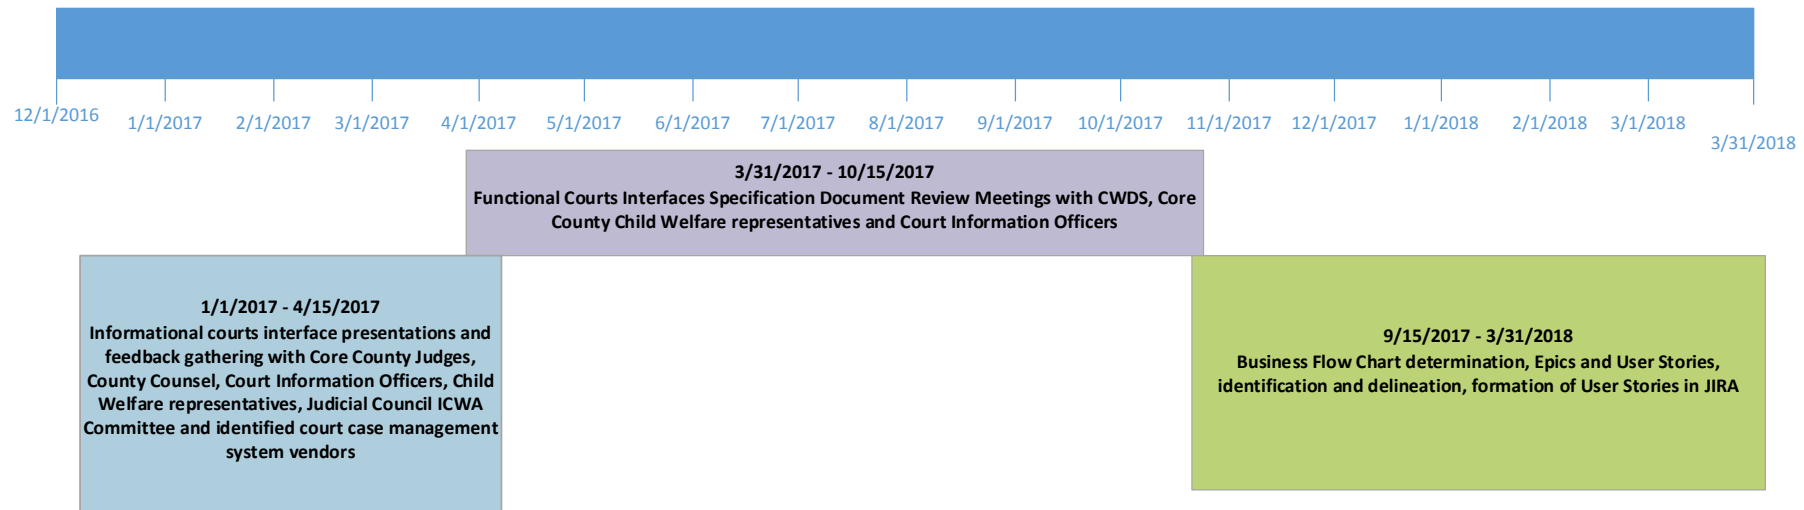 12/1/2016
1/1/2017
2/1/2017
3/1/2017
4/1/2017
5/1/2017
6/1/2017
7/1/2017
8/1/2017
9/1/2017
10/1/2017
11/1/2017
12/1/2017
1/1/2018
2/1/2018
3/1/2018
3/31/2018
3/31/2017 - 10/15/2017
Functional Courts Interfaces Specification Document Review Meetings with CWDS, Core
County Child Welfare representatives and Court Information Officers
1/1/2017 - 4/15/2017
Informational courts interface presentations and
feedback gathering with Core County Judges,
County Counsel, Court Information Officers, Child
Welfare representatives, Judicial Council ICWA
Committee and identified court case management
system vendors
9/15/2017 - 3/31/2018
Business Flow Chart determination, Epics and User Stories,
identification and delineation, formation of User Stories in JIRA